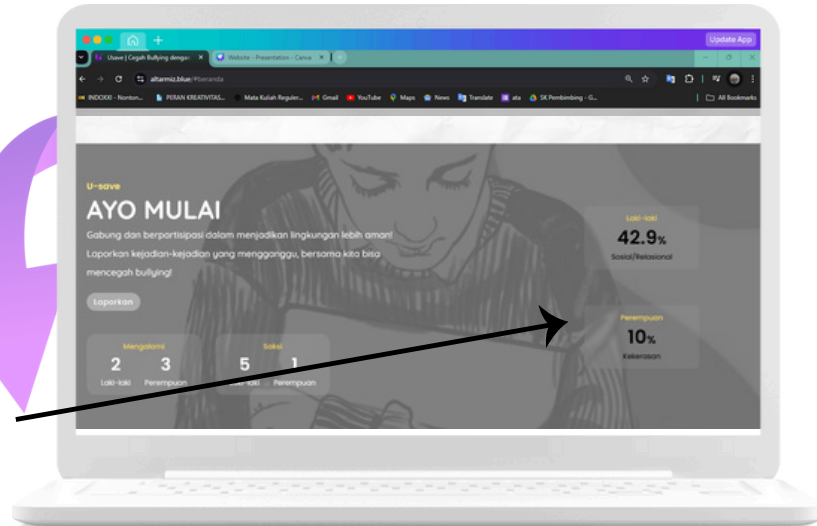 Update App
Usave | Cegah Bullying dengan
Website - Presentation - Canva
altarmiz.blue/#beranda
INDOXXI - Nonton...
PERAN KREATIVITAS...
Mata Kuliah Reguler...
Gmail
YouTube
Maps
News
Translate
ata
SK Pembimbing - G...
All Bookmarks
U-save
AYO MULAI
Gabung dan berpartisipasi dalam menjadikan lingkungan lebih aman!
Laporkan kejadian-kejadian yang mengganggu, bersama kita bisa
mencegah bullying!
Laporkan
Mengalami
2 3
Laki-laki Perempuan
Saksi
5 1
Laki-laki Perempuan
Laki-laki
42.9%
Sosial/Relasional
Perempuan
10%
Kekerasan